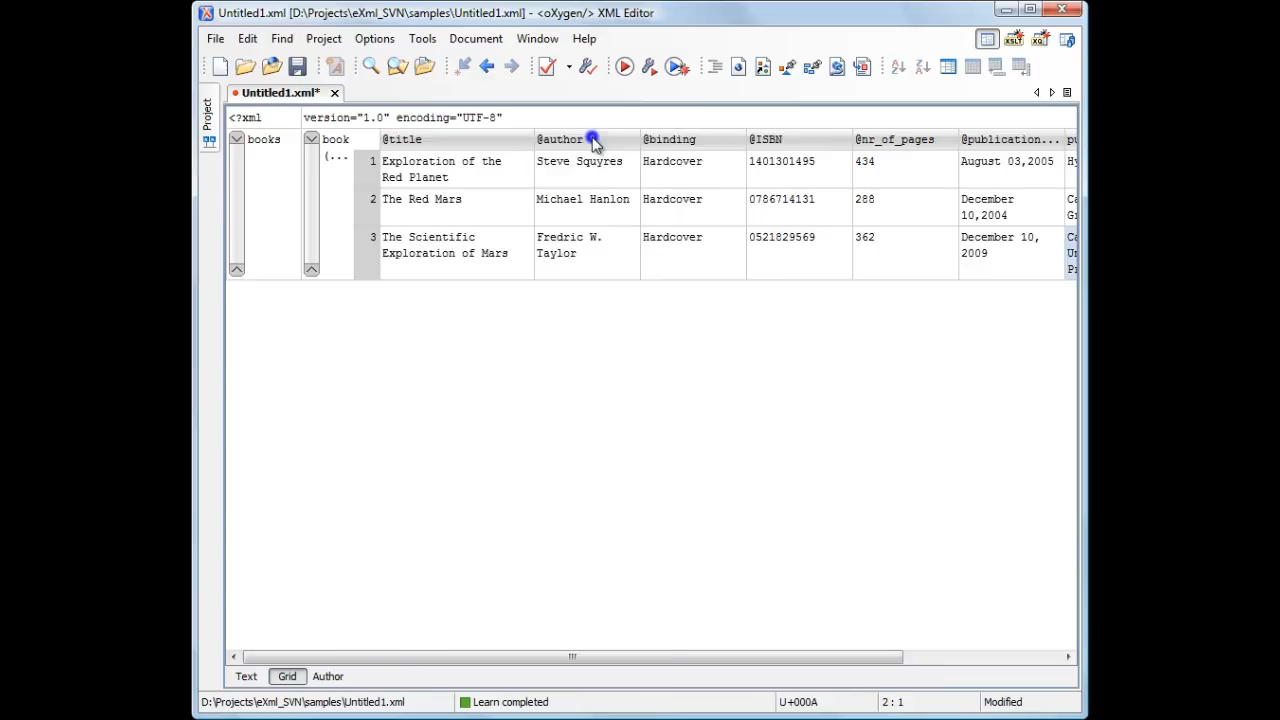 Untitled1.xml [D:\Projects\eXml_SVN\samples\Untitled1.xml] - <oXygen/> XML Editor
File Edit Find Project Options Tools Document Window Help
XSLT XQ
Untitled1.xml*
Project
<?xml version="1.0" encoding="UTF-8"
books book @title @author @binding @ISBN @nr_of_pages @publication...
(...
1 Exploration of the Red Planet Steve Squyres Hardcover 1401301495 434 August 03,2005
2 The Red Mars Michael Hanlon Hardcover 0786714131 288 December 10,2004
3 The Scientific Exploration of Mars Fredric W. Taylor Hardcover 0521829569 362 December 10, 2009
Text Grid Author
D:\Projects\eXml_SVN\samples\Untitled1.xml Learn completed U+000A 2 : 1 Modified